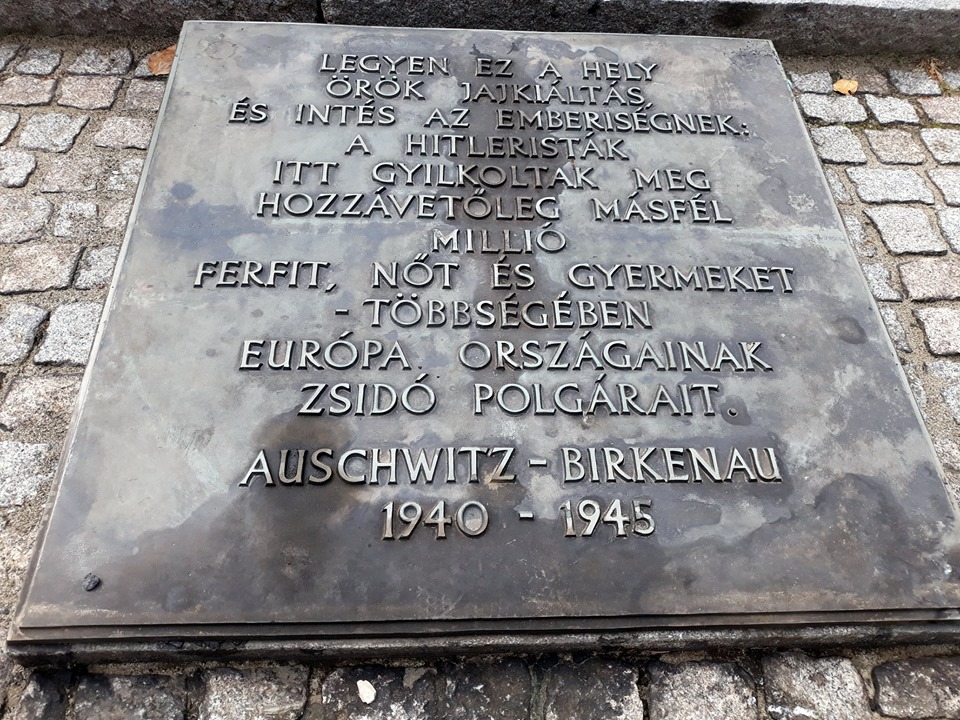 LEGYEN EZ A HELY
ÖRÖK JAJKIÁLTÁS
ÉS INTÉS AZ EMBERISÉGNEK:
A HITLERISTÁK
ITT GYILKOLTAK MEG
HOZZÁVETŐLEG MÁSFÉL
MILLIÓ
FERFIT, NŐT ÉS GYERMEKET
- TÖBBSÉGÉBEN
EURÓPA ORSZÁGAINAK
ZSIDÓ POLGÁRAIT.
AUSCHWITZ - BIRKENAU
1940 - 1945